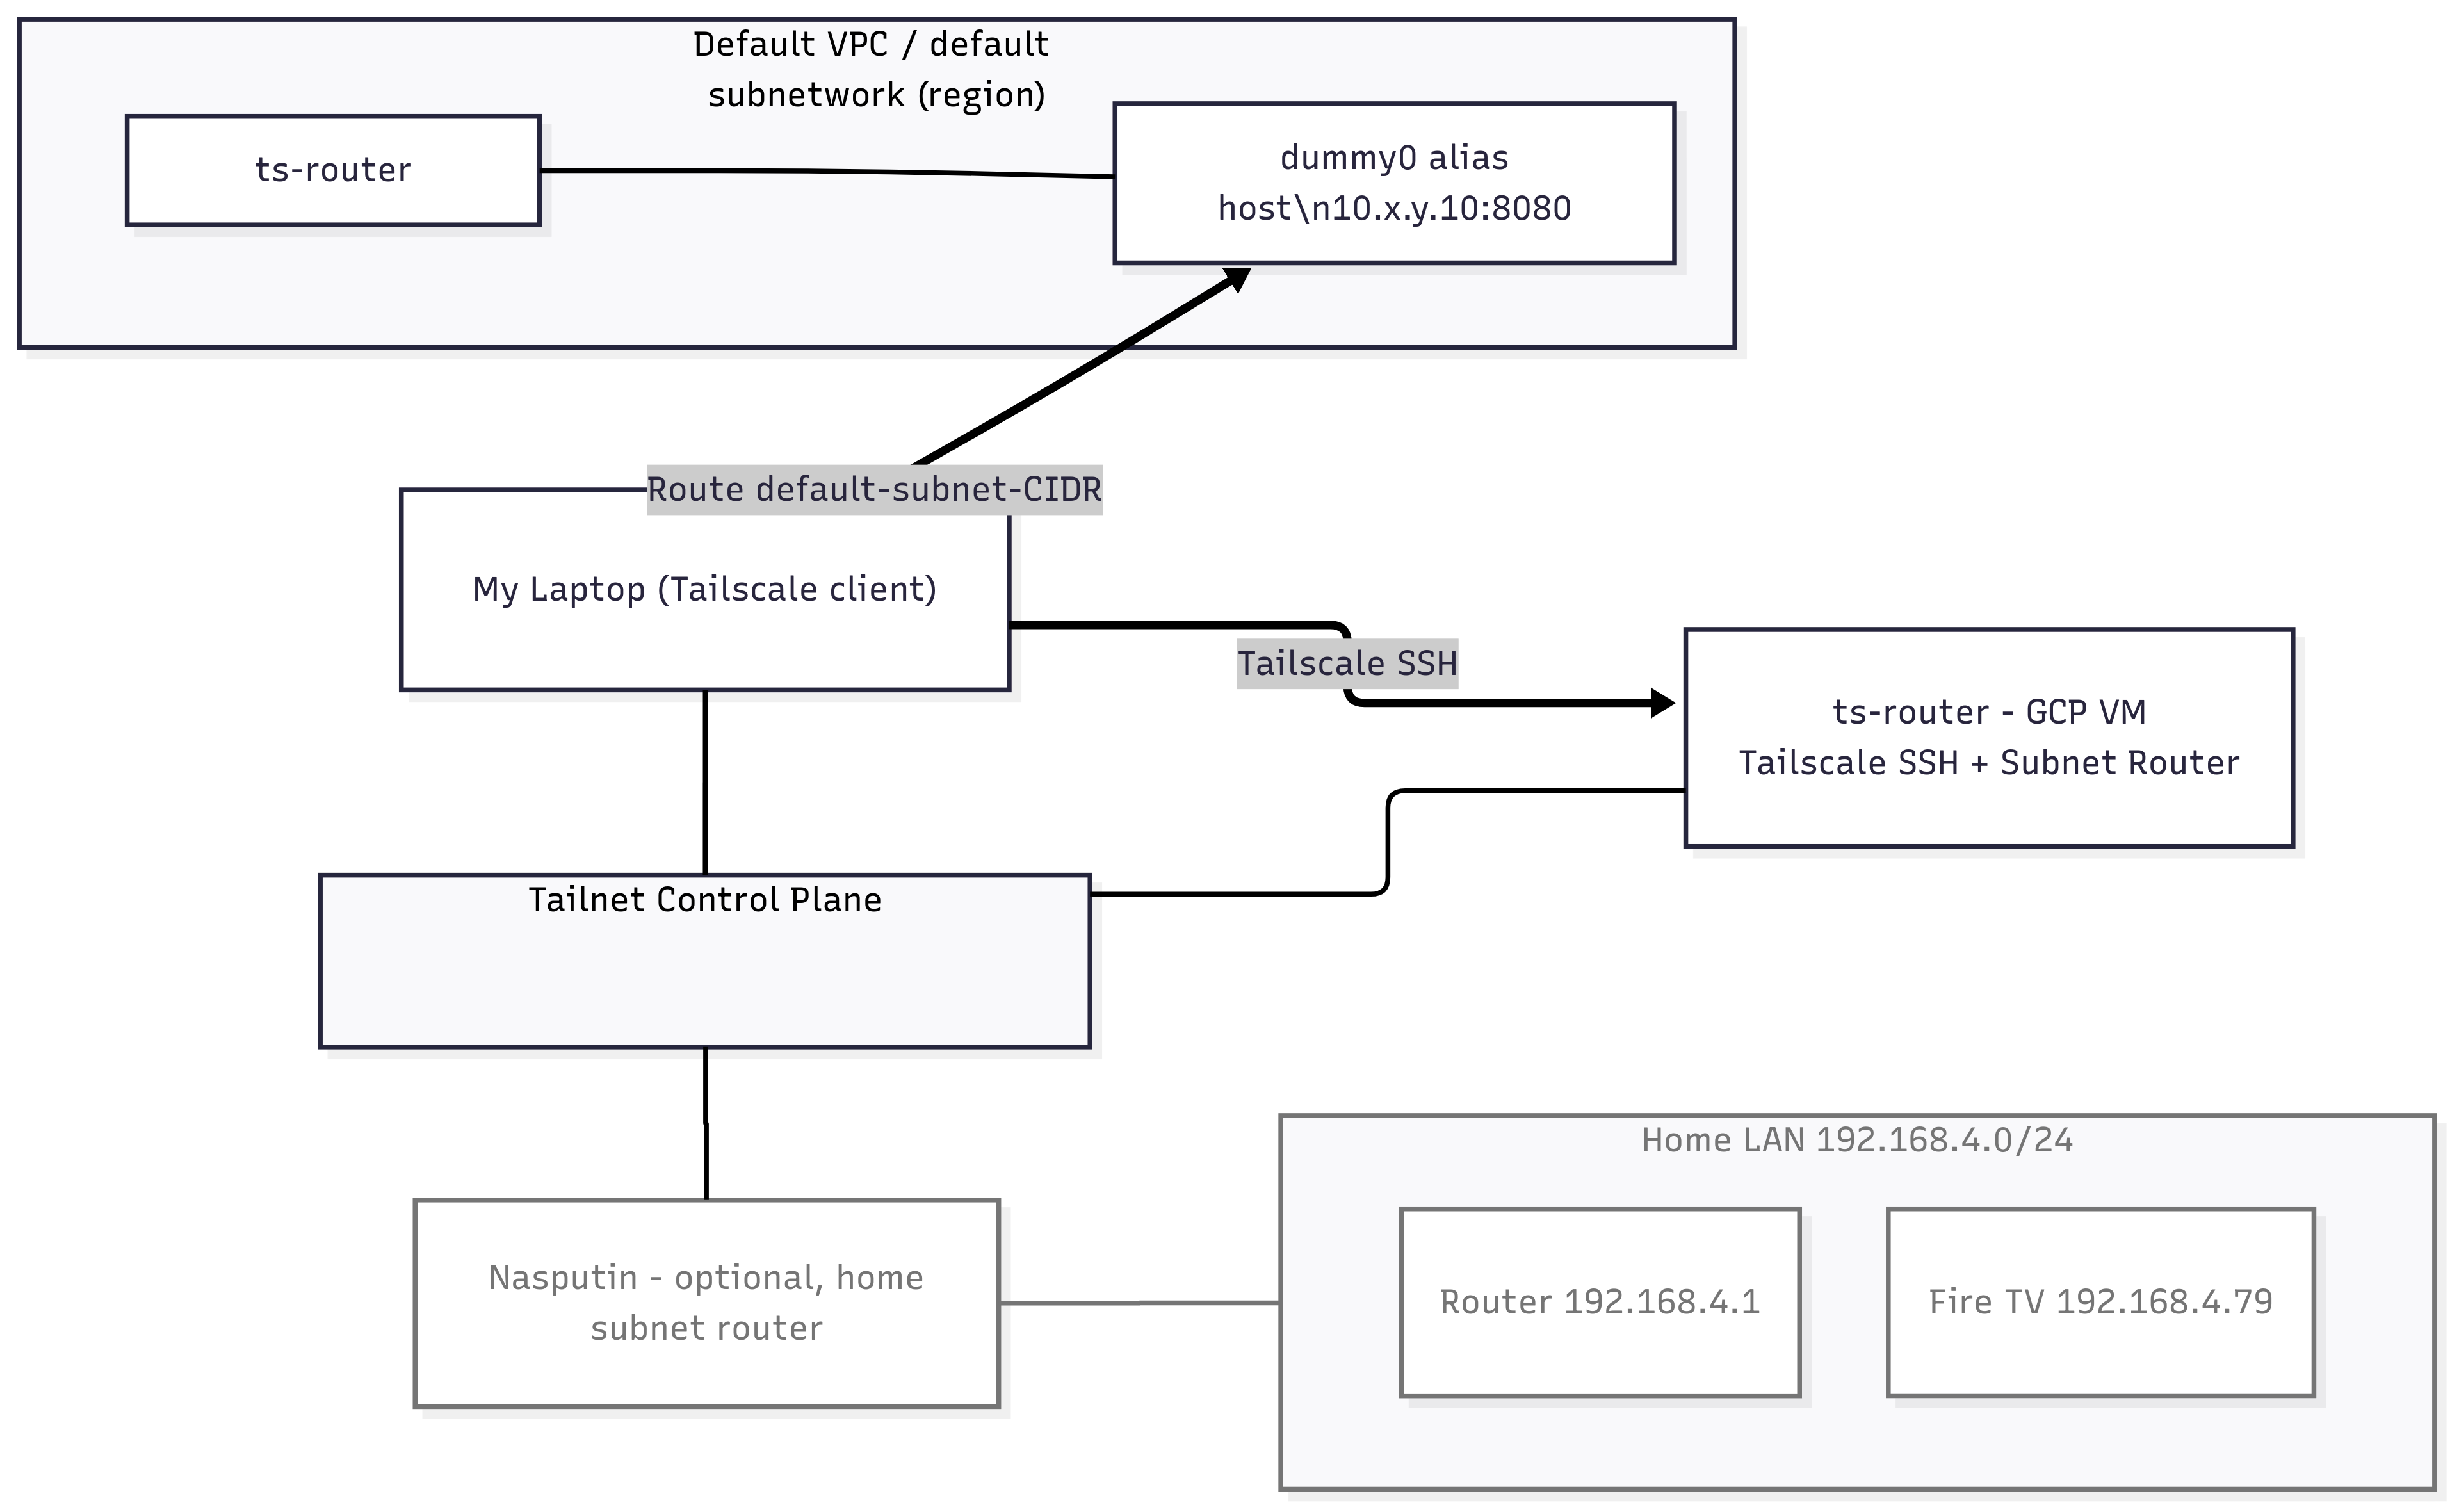 Default VPC / default
subnetwork (region)
ts-router
dummy0 alias
host\n10.x.y.10:8080
Route default-subnet-CIDR
My Laptop (Tailscale client)
Tailscale SSH
ts-router - GCP VM
Tailscale SSH + Subnet Router
Tailnet Control Plane
Home LAN 192.168.4.0/24
Nasputin - optional, home
subnet router
Router 192.168.4.1
Fire TV 192.168.4.79